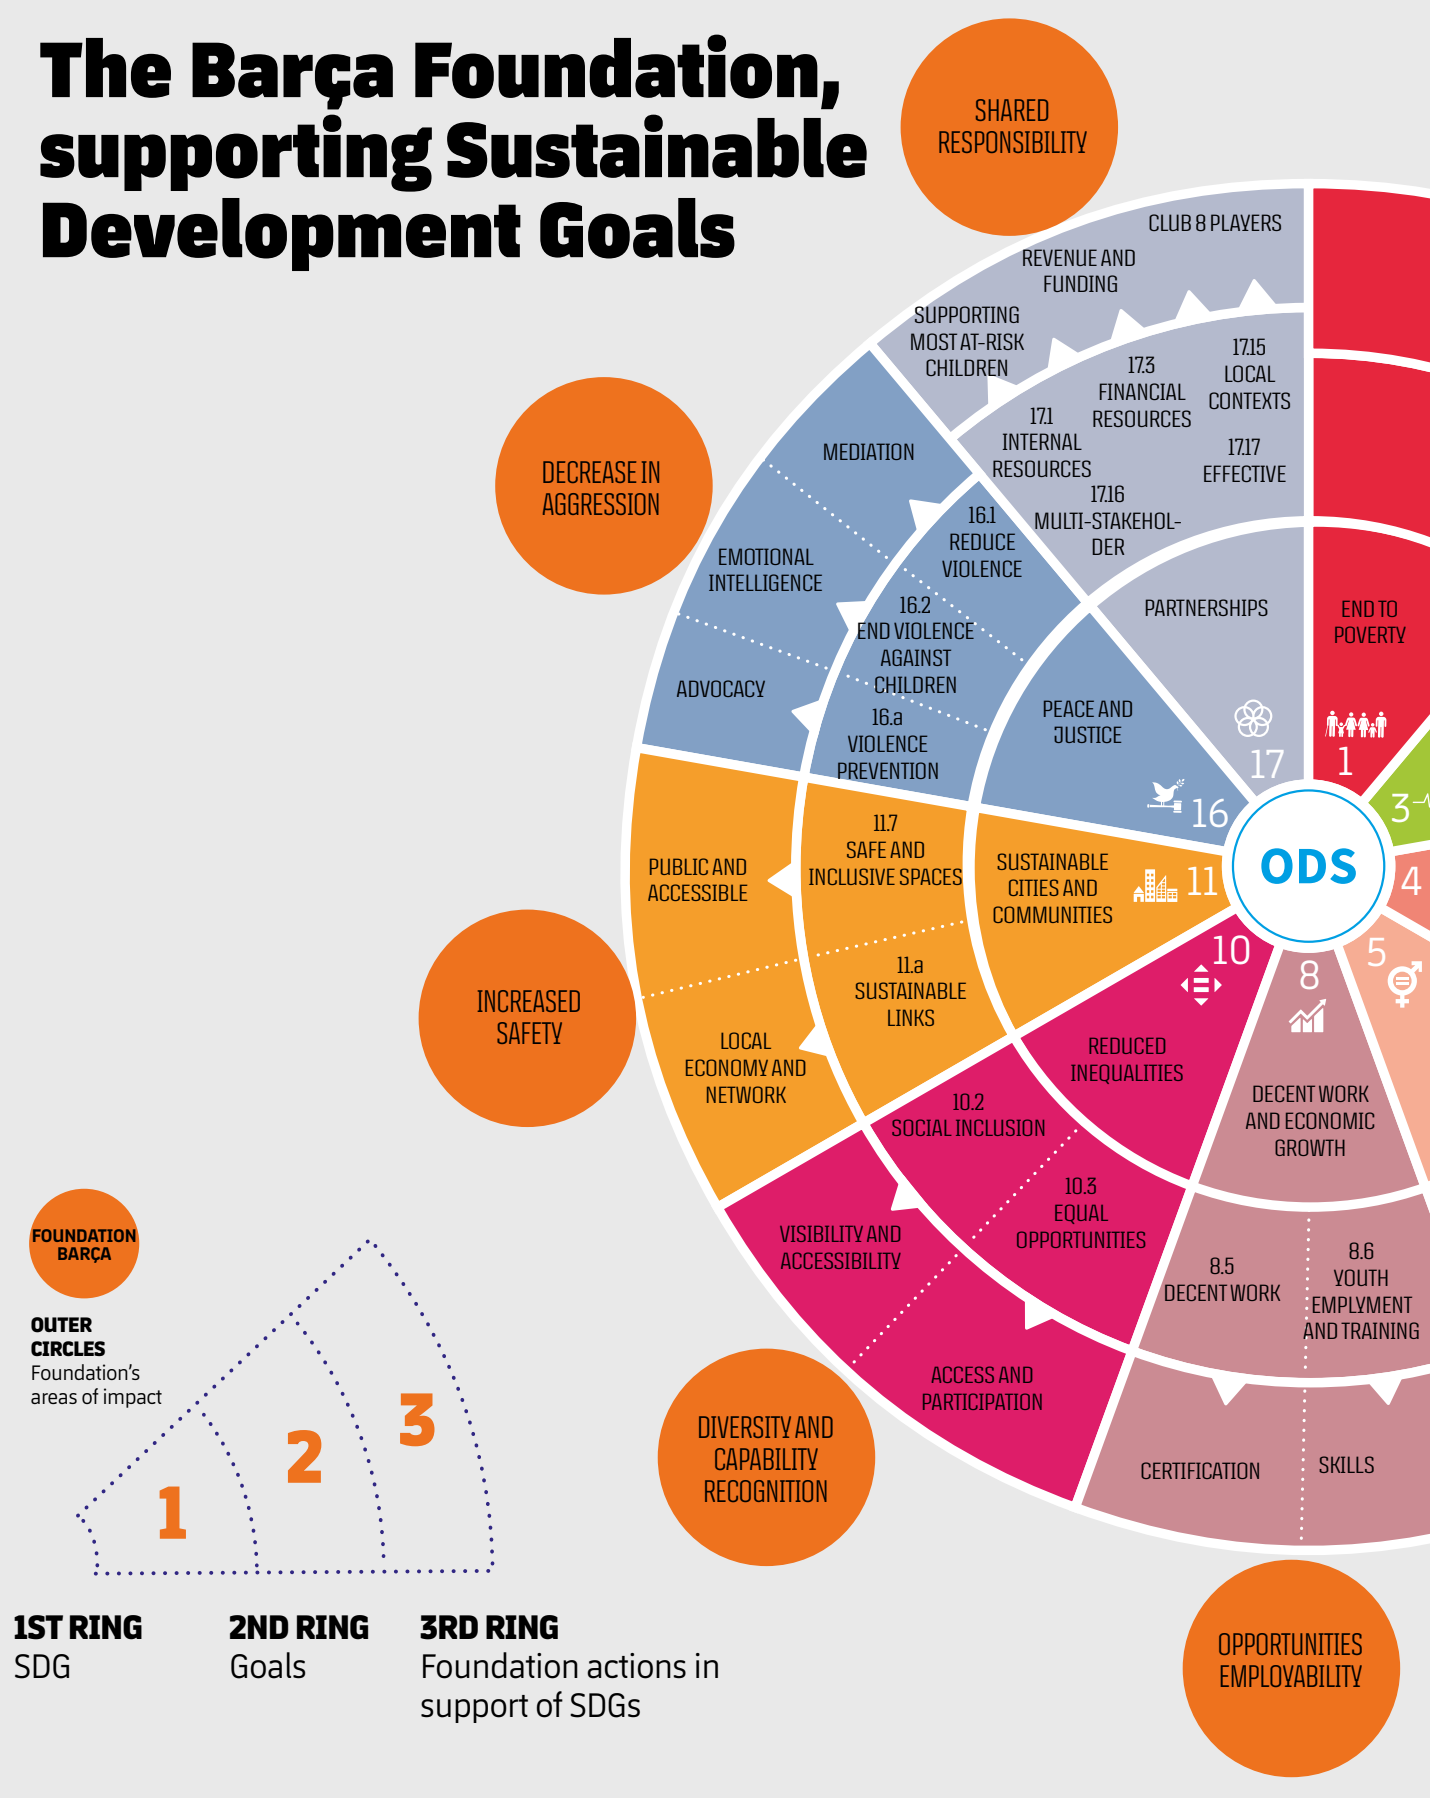 The Barça Foundation,
supporting Sustainable
Development Goals
SHARED
RESPONSIBILITY
CLUB 8 PLAYERS
REVENUE AND
FUNDING
SUPPORTING
MOST AT-RISK
CHILDREN
17.15
LOCAL
CONTEXTS
17.3
FINANCIAL
RESOURCES
17.1
INTERNAL
RESOURCES
17.17
EFFECTIVE
17.16
MULTI-STAKEHOL-
DER
PARTNERSHIPS
17
END TO
POVERTY
1
3
4
5
ODS
DECREASE IN
AGGRESSION
MEDIATION
EMOTIONAL
INTELLIGENCE
ADVOCACY
16.1
REDUCE
VIOLENCE
16.2
END VIOLENCE
AGAINST
CHILDREN
16.a
VIOLENCE
PREVENTION
PEACE AND
JUSTICE
16
INCREASED
SAFETY
PUBLIC AND
ACCESSIBLE
LOCAL
ECONOMY AND
NETWORK
11.7
SAFE AND
INCLUSIVE SPACES
11.a
SUSTAINABLE
LINKS
SUSTAINABLE
CITIES AND
COMMUNITIES
11
10
REDUCED
INEQUALITIES
10.2
SOCIAL INCLUSION
10.3
EQUAL
OPPORTUNITIES
VISIBILITY AND
ACCESSIBILITY
ACCESS AND
PARTICIPATION
DIVERSITY AND
CAPABILITY
RECOGNITION
8
DECENT WORK
AND ECONOMIC
GROWTH
8.5
DECENT WORK
8.6
YOUTH
EMPLYMENT
AND TRAINING
CERTIFICATION
SKILLS
OPPORTUNITIES
EMPLOYABILITY
FOUNDATION
BARÇA
OUTER
CIRCLES
Foundation's
areas of impact
1
2
3
1ST RING
SDG
2ND RING
Goals
3RD RING
Foundation actions in
support of SDGs